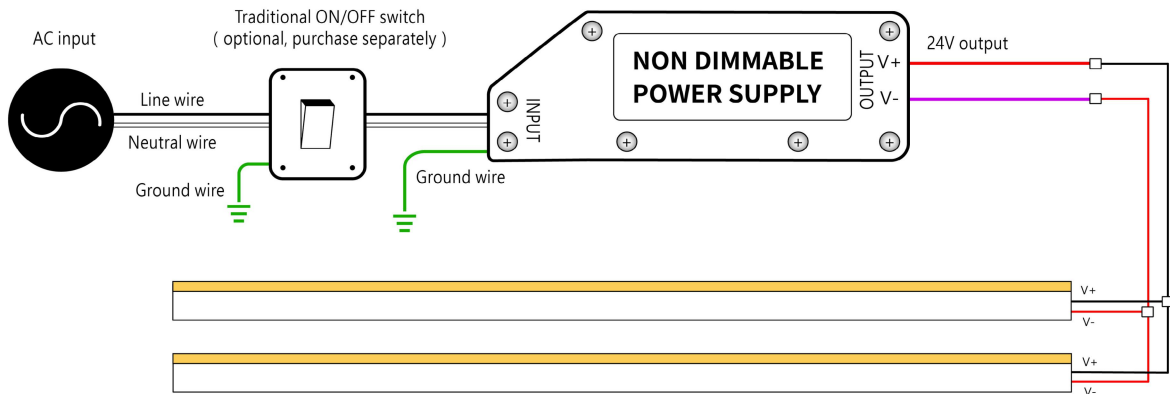 Traditional ON/OFF switch
( optional, purchase separately )
AC input
Line wire
Neutral wire
Ground wire
Ground wire
INPUT
NON DIMMABLE
POWER SUPPLY
OUTPUT
V+
V-
24V output
V+
V-
V+
V-